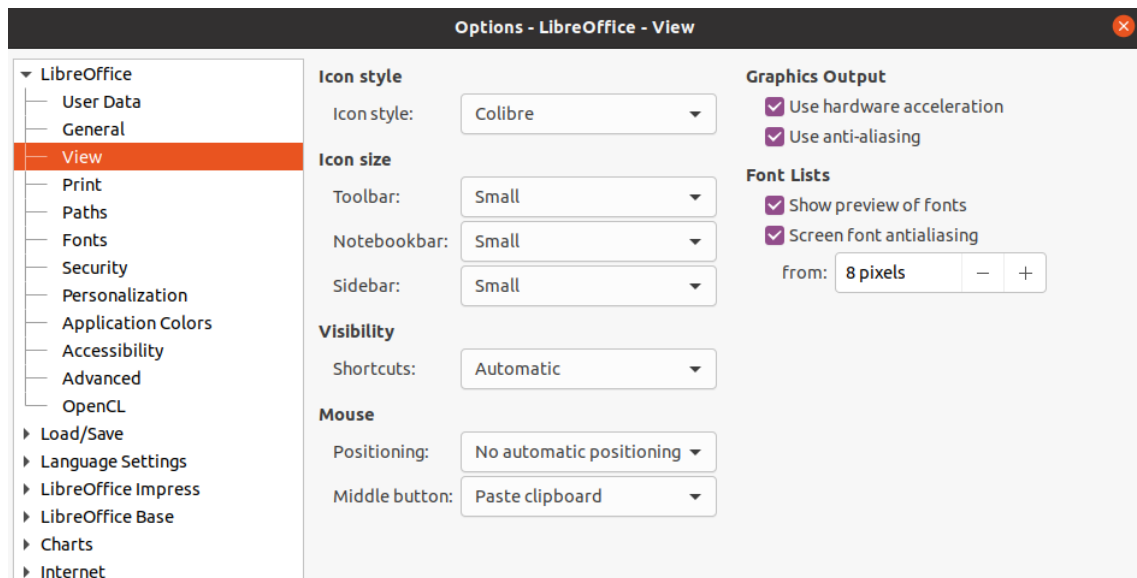 Options - LibreOffice - View
LibreOffice
User Data
General
View
Print
Paths
Fonts
Security
Personalization
Application Colors
Accessibility
Advanced
OpenCL
Load/Save
Language Settings
LibreOffice Impress
LibreOffice Base
Charts
Internet
Icon style
Icon style: Colibre
Icon size
Toolbar: Small
Notebookbar: Small
Sidebar: Small
Visibility
Shortcuts: Automatic
Mouse
Positioning: No automatic positioning
Middle button: Paste clipboard
Graphics Output
Use hardware acceleration
Use anti-aliasing
Font Lists
Show preview of fonts
Screen font antialiasing
from: 8 pixels